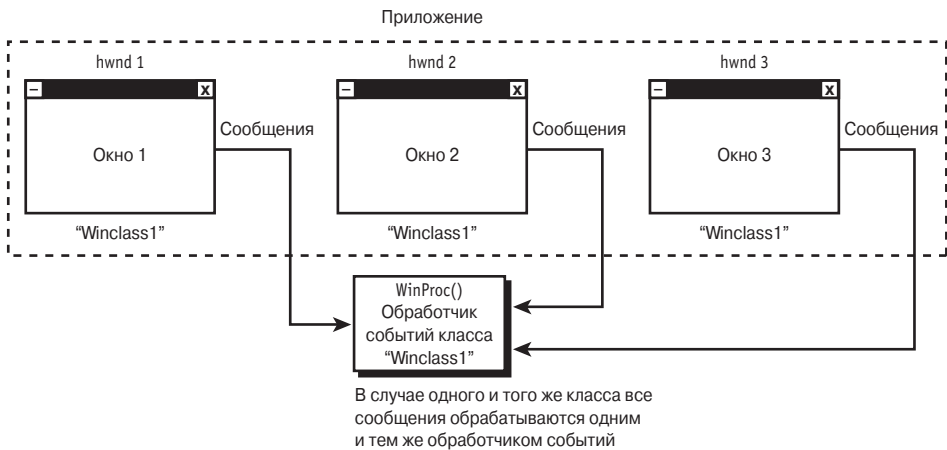 Приложение
hwnd 1
hwnd 2
hwnd 3
– x
– x
– x
Сообщения
Сообщения
Сообщения
Окно 1
Окно 2
Окно 3
“Winclass1”
“Winclass1”
“Winclass1”
WinProc()
Обработчик
событий класса
“Winclass1”
В случае одного и того же класса все
сообщения обрабатываются одним
и тем же обработчиком событий